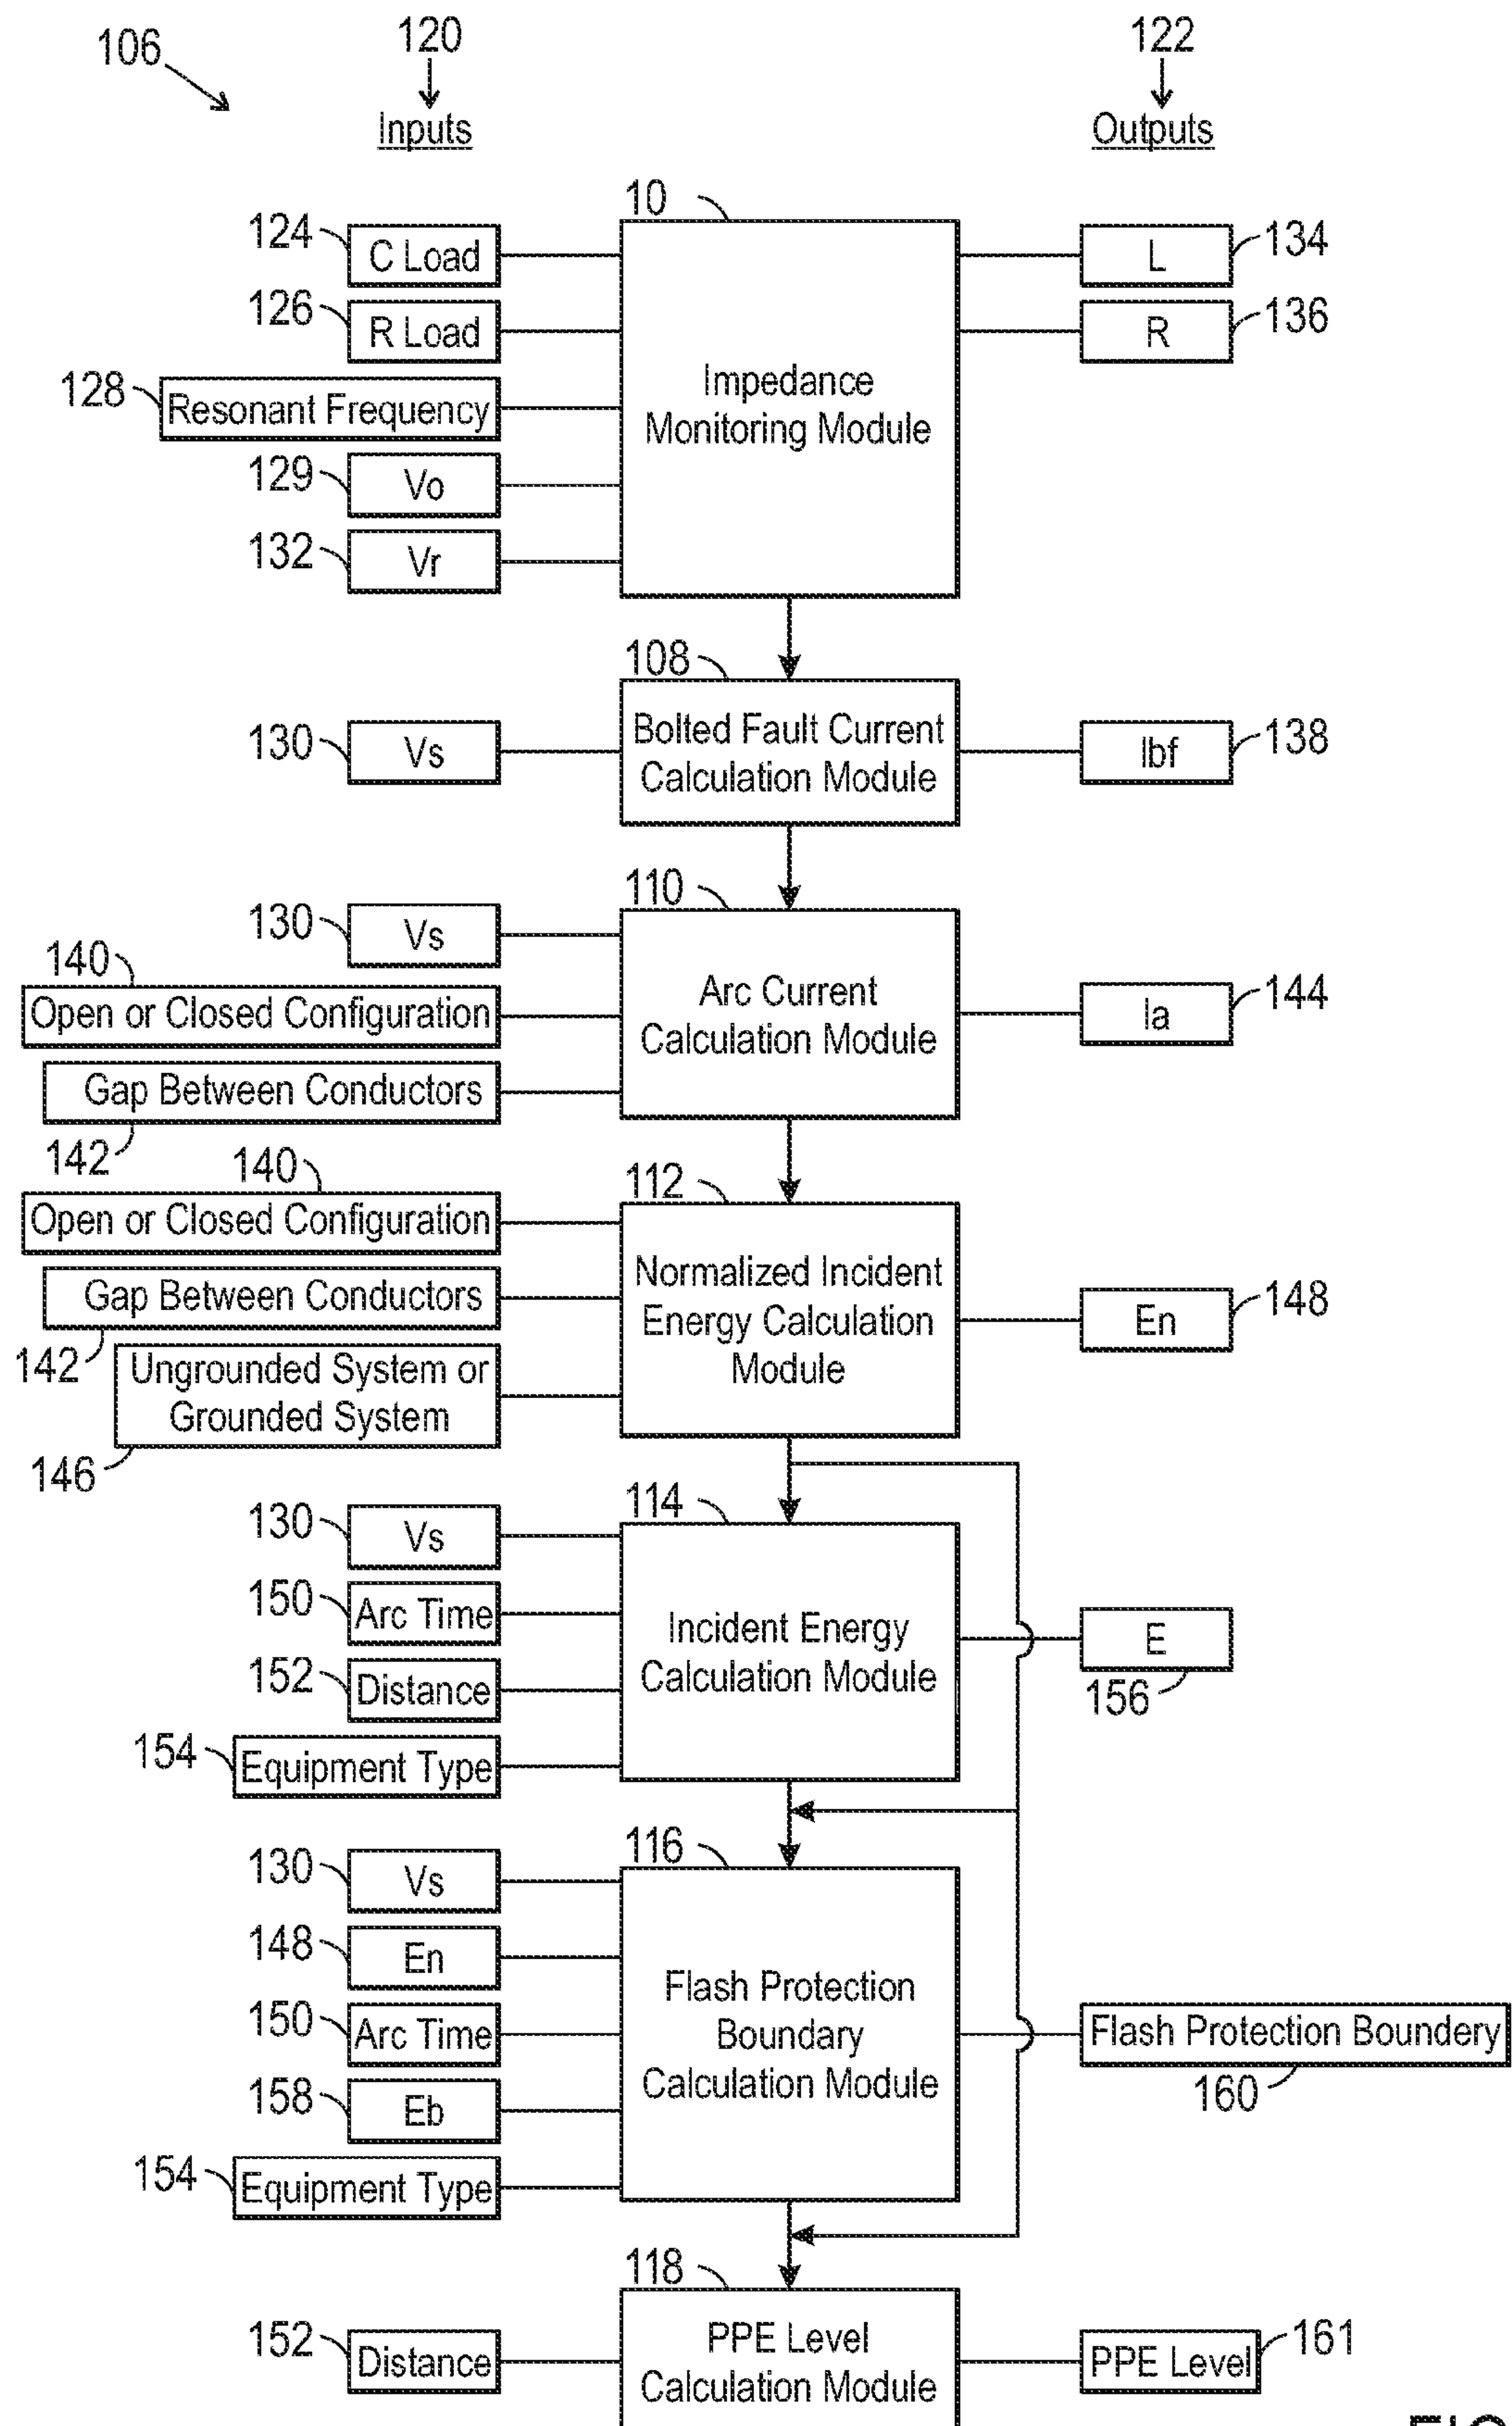 106
120
122
Inputs
Outputs
10
124
C Load
L
134
126
R Load
R
136
128
Resonant Frequency
Impedance
Monitoring Module
129
Vo
132
Vr
108
130
Vs
Bolted Fault Current
Calculation Module
Ibf
138
110
130
Vs
140
Open or Closed Configuration
Arc Current
Calculation Module
Ia
144
Gap Between Conductors
142
140
112
Open or Closed Configuration
Gap Between Conductors
142
Normalized Incident
Energy Calculation
Module
En
148
Ungrounded System or
Grounded System
146
114
130
Vs
150
Arc Time
Incident Energy
Calculation Module
E
156
152
Distance
154
Equipment Type
116
130
Vs
148
En
150
Arc Time
Flash Protection
Boundary
Calculation Module
Flash Protection Boundery
160
158
Eb
154
Equipment Type
118
152
Distance
PPE Level
Calculation Module
PPE Level
161